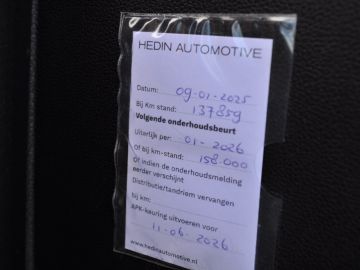 HEDIN AUTOMOTIVE
Datum: 09-01-2025
Bij Km stand: 137859
Volgende onderhoudsbeurt
Uiterlijk per: 01-2026
Of bij km-stand: 158.000
Of indien de onderhoudsmelding
eerder verschijnt
Distributie/tandriem vervangen
bij km:
APK-keuring uitvoeren voor
11-06-2026
www.hedinautomotive.nl